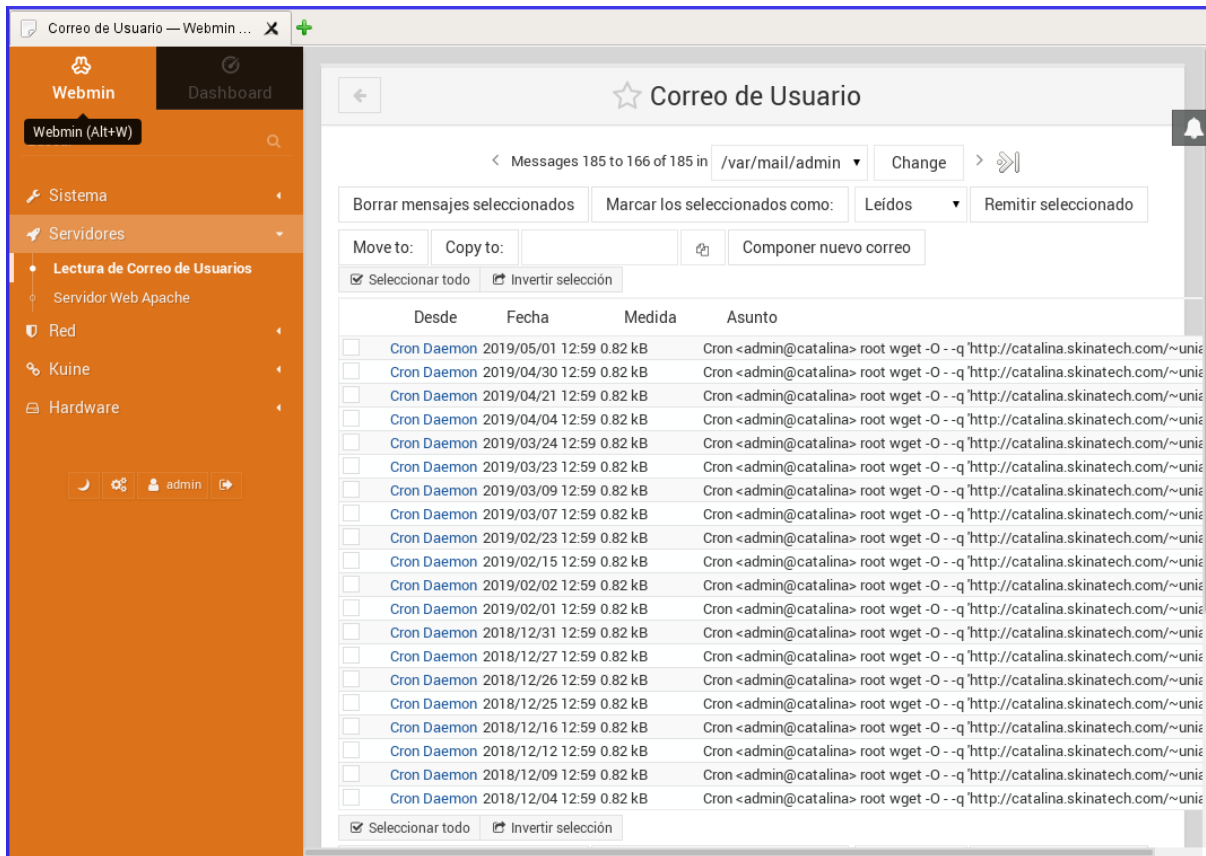 Correo de Usuario — Webmin ...
Webmin
Dashboard
Webmin (Alt+W)
Sistema
Servidores
Lectura de Correo de Usuarios
Servidor Web Apache
Red
Kuine
Hardware
admin
Correo de Usuario
Messages 185 to 166 of 185 in /var/mail/admin Change
Borrar mensajes seleccionados Marcar los seleccionados como: Leídos Remitir seleccionado
Move to: Copy to: Componer nuevo correo
Seleccionar todo Invertir selección
Desde Fecha Medida Asunto
Cron Daemon 2019/05/01 12:59 0.82 kB Cron <admin@catalina> root wget -O - -q 'http://catalina.skinatech.com/~unia
Cron Daemon 2019/04/30 12:59 0.82 kB Cron <admin@catalina> root wget -O - -q 'http://catalina.skinatech.com/~unia
Cron Daemon 2019/04/21 12:59 0.82 kB Cron <admin@catalina> root wget -O - -q 'http://catalina.skinatech.com/~unia
Cron Daemon 2019/04/04 12:59 0.82 kB Cron <admin@catalina> root wget -O - -q 'http://catalina.skinatech.com/~unia
Cron Daemon 2019/03/24 12:59 0.82 kB Cron <admin@catalina> root wget -O - -q 'http://catalina.skinatech.com/~unia
Cron Daemon 2019/03/23 12:59 0.82 kB Cron <admin@catalina> root wget -O - -q 'http://catalina.skinatech.com/~unia
Cron Daemon 2019/03/09 12:59 0.82 kB Cron <admin@catalina> root wget -O - -q 'http://catalina.skinatech.com/~unia
Cron Daemon 2019/03/07 12:59 0.82 kB Cron <admin@catalina> root wget -O - -q 'http://catalina.skinatech.com/~unia
Cron Daemon 2019/02/23 12:59 0.82 kB Cron <admin@catalina> root wget -O - -q 'http://catalina.skinatech.com/~unia
Cron Daemon 2019/02/15 12:59 0.82 kB Cron <admin@catalina> root wget -O - -q 'http://catalina.skinatech.com/~unia
Cron Daemon 2019/02/02 12:59 0.82 kB Cron <admin@catalina> root wget -O - -q 'http://catalina.skinatech.com/~unia
Cron Daemon 2019/02/01 12:59 0.82 kB Cron <admin@catalina> root wget -O - -q 'http://catalina.skinatech.com/~unia
Cron Daemon 2018/12/31 12:59 0.82 kB Cron <admin@catalina> root wget -O - -q 'http://catalina.skinatech.com/~unia
Cron Daemon 2018/12/27 12:59 0.82 kB Cron <admin@catalina> root wget -O - -q 'http://catalina.skinatech.com/~unia
Cron Daemon 2018/12/26 12:59 0.82 kB Cron <admin@catalina> root wget -O - -q 'http://catalina.skinatech.com/~unia
Cron Daemon 2018/12/25 12:59 0.82 kB Cron <admin@catalina> root wget -O - -q 'http://catalina.skinatech.com/~unia
Cron Daemon 2018/12/16 12:59 0.82 kB Cron <admin@catalina> root wget -O - -q 'http://catalina.skinatech.com/~unia
Cron Daemon 2018/12/12 12:59 0.82 kB Cron <admin@catalina> root wget -O - -q 'http://catalina.skinatech.com/~unia
Cron Daemon 2018/12/09 12:59 0.82 kB Cron <admin@catalina> root wget -O - -q 'http://catalina.skinatech.com/~unia
Cron Daemon 2018/12/04 12:59 0.82 kB Cron <admin@catalina> root wget -O - -q 'http://catalina.skinatech.com/~unia
Seleccionar todo Invertir selección